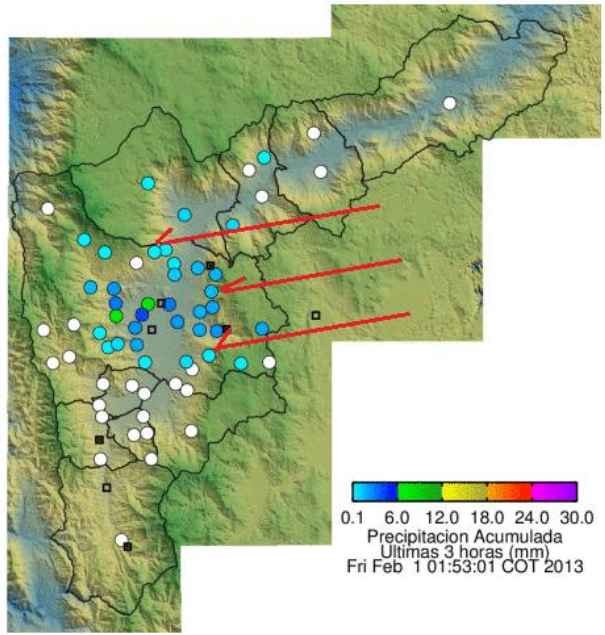 0.1 6.0 12.0 18.0 24.0 30.0
Precipitacion Acumulada
Ultimas 3 horas (mm)
Fri Feb 1 01:53:01 COT 2013